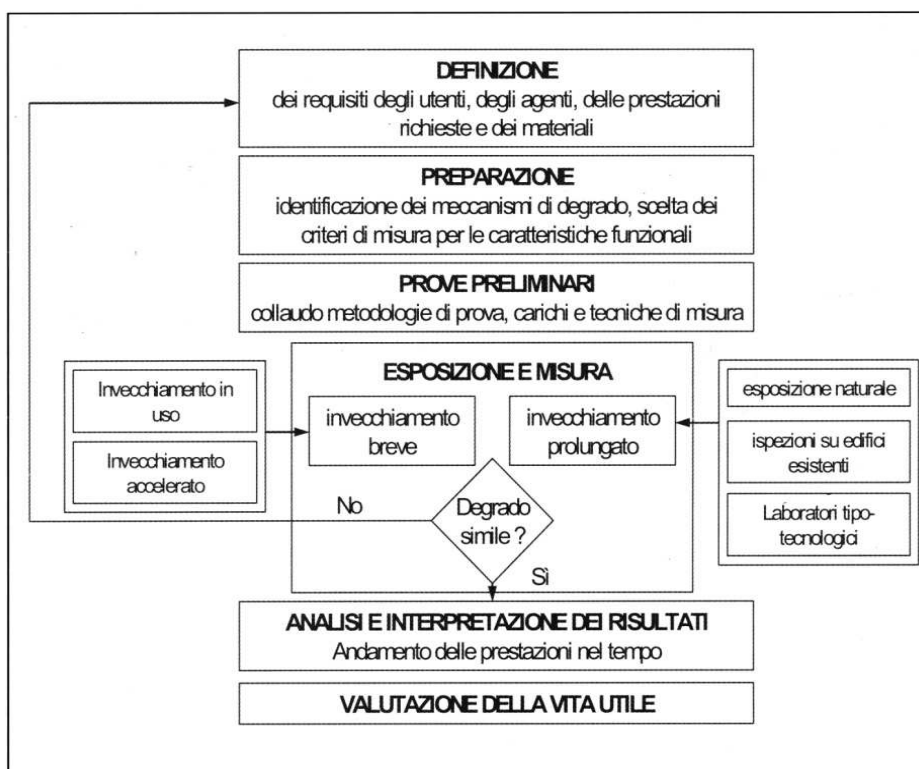 DEFINIZIONE
dei requisiti degli utenti, degli agenti, delle prestazioni
richieste e dei materiali
PREPARAZIONE
identificazione dei meccanismi di degrado, scelta dei
criteri di misura per le caratteristiche funzionali
PROVE PRELIMINARI
collaudo metodologie di prova, carichi e tecniche di misura
ESPOSIZIONE E MISURA
Invecchiamento in
uso
Invecchiamento
accelerato
invecchiamento
breve
invecchiamento
prolungato
esposizione naturale
ispezioni su edifici
esistenti
Laboratori tipo-
tecnologici
No
Degrado
simile ?
Sì
ANALISI E INTERPRETAZIONE DEI RISULTATI
Andamento delle prestazioni nel tempo
VALUTAZIONE DELLA VITA UTILE